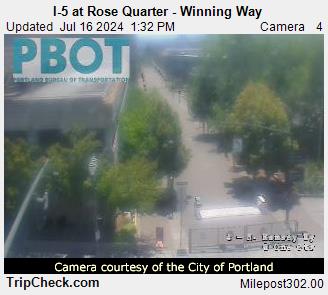 I-5 at Rose Quarter - Winning Way
Updated Jul 16 2024 1:32 PM Camera 4
PBOT
PORTLAND BUREAU OF TRANSPORTATION
Camera courtesy of the City of Portland
TripCheck.com Milepost302.00